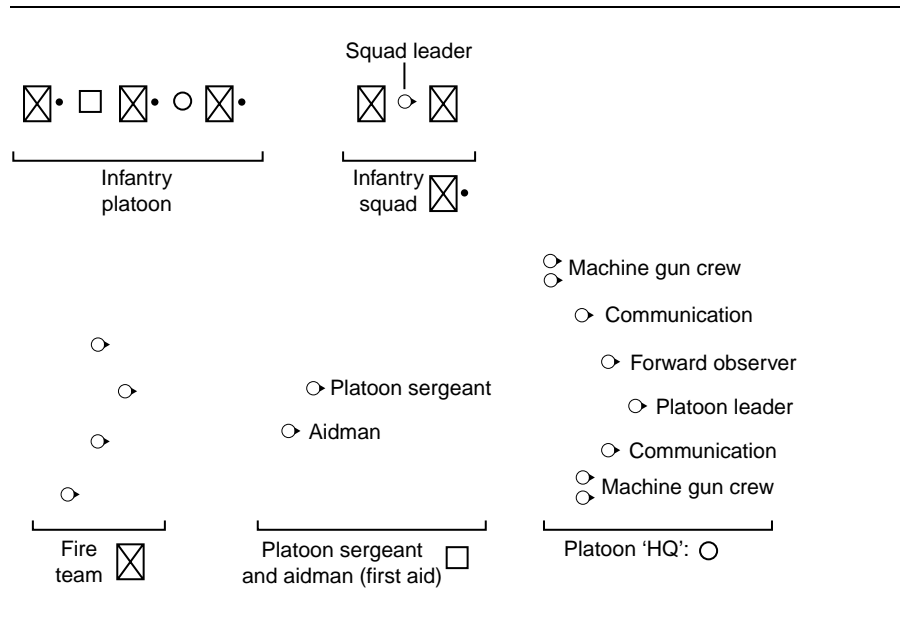 Squad leader
Infantry
platoon
Infantry
squad
Machine gun crew
Communication
Forward observer
Platoon sergeant
Platoon leader
Aidman
Communication
Machine gun crew
Fire
team
Platoon sergeant
and aidman (first aid)
Platoon ‘HQ’: